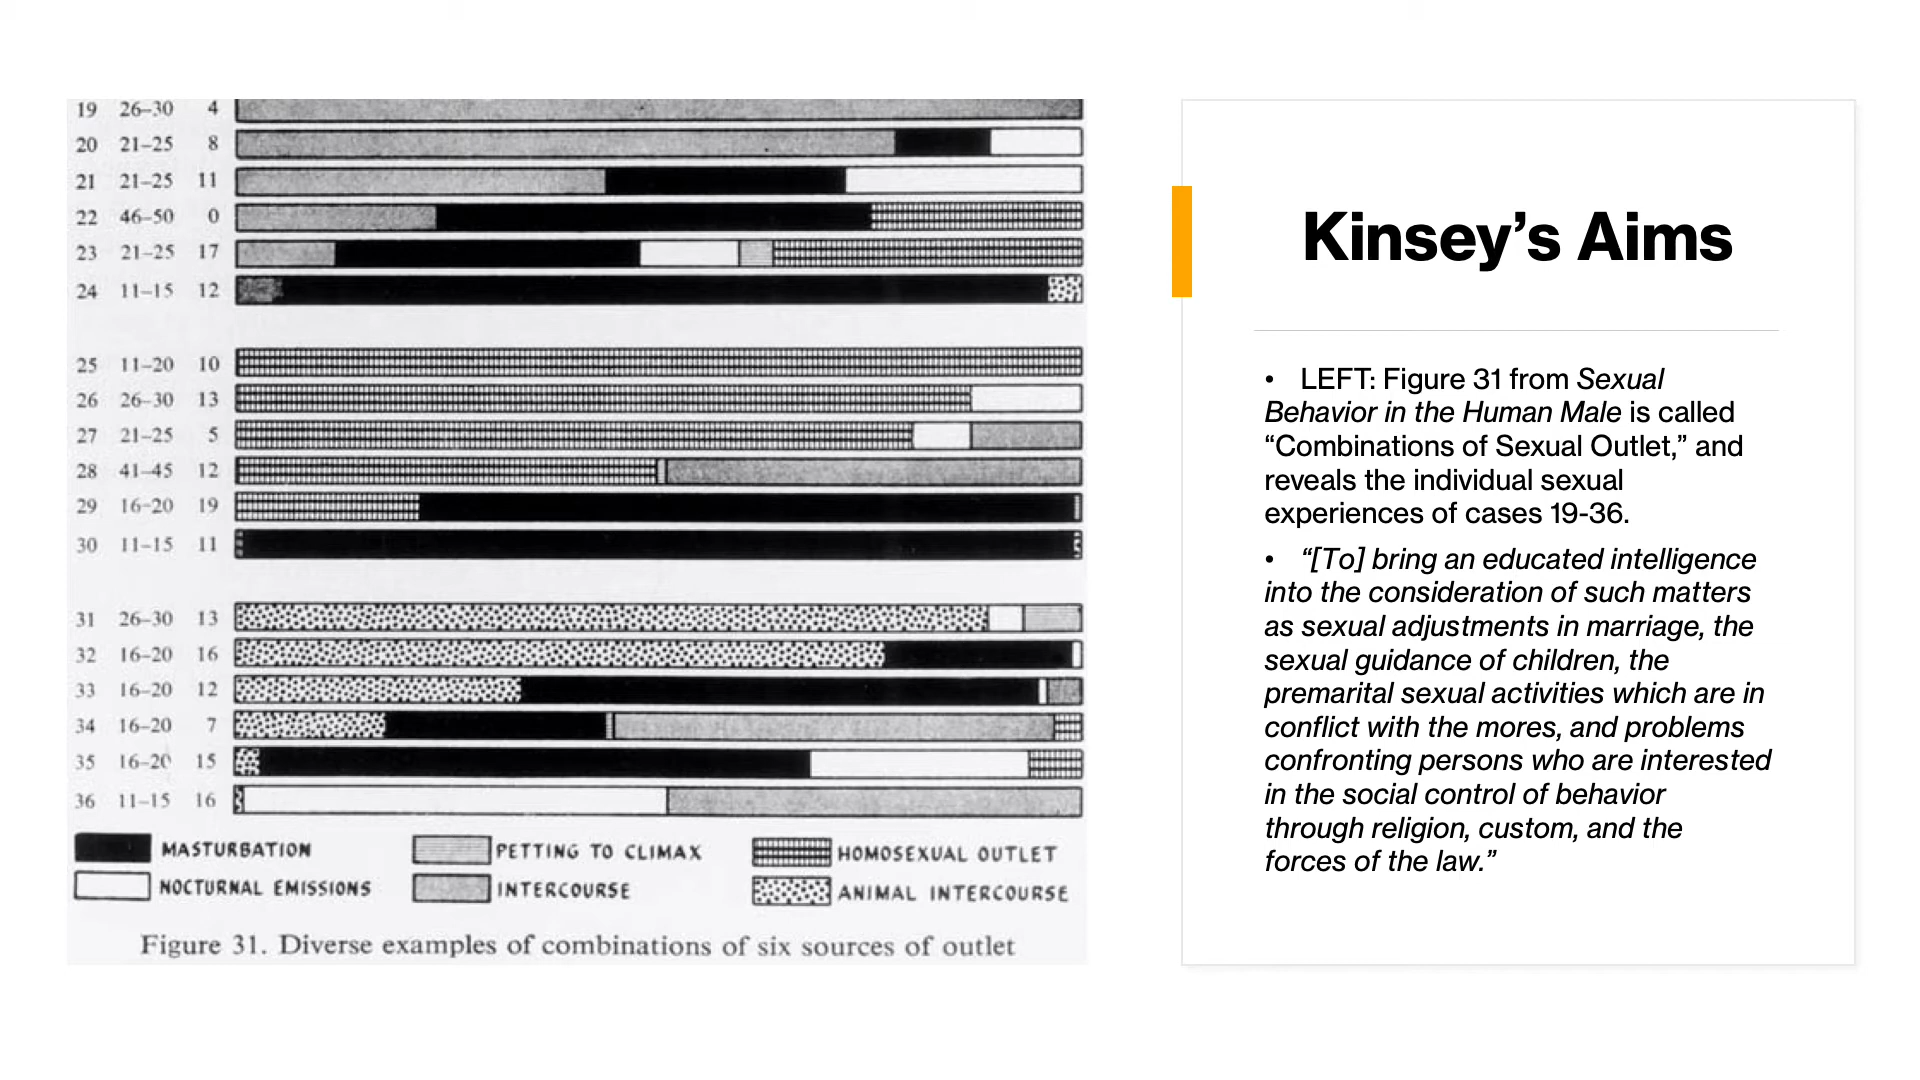 19 26–30 4
20 21–25 8
21 21–25 11
22 46–50 0
23 21–25 17
24 11–15 12
25 11–20 10
26 26–30 13
27 21–25 5
28 41–45 12
29 16–20 19
30 11–15 11
31 26–30 13
32 16–20 16
33 16–20 12
34 16–20 7
35 16–20 15
36 11–15 16
MASTURBATION PETTING TO CLIMAX HOMOSEXUAL OUTLET
NOCTURNAL EMISSIONS INTERCOURSE ANIMAL INTERCOURSE
Figure 31. Diverse examples of combinations of six sources of outlet
Kinsey’s Aims
• LEFT: Figure 31 from Sexual
Behavior in the Human Male is called
“Combinations of Sexual Outlet,” and
reveals the individual sexual
experiences of cases 19-36.
• “[To] bring an educated intelligence
into the consideration of such matters
as sexual adjustments in marriage, the
sexual guidance of children, the
premarital sexual activities which are in
conflict with the mores, and problems
confronting persons who are interested
in the social control of behavior
through religion, custom, and the
forces of the law.”